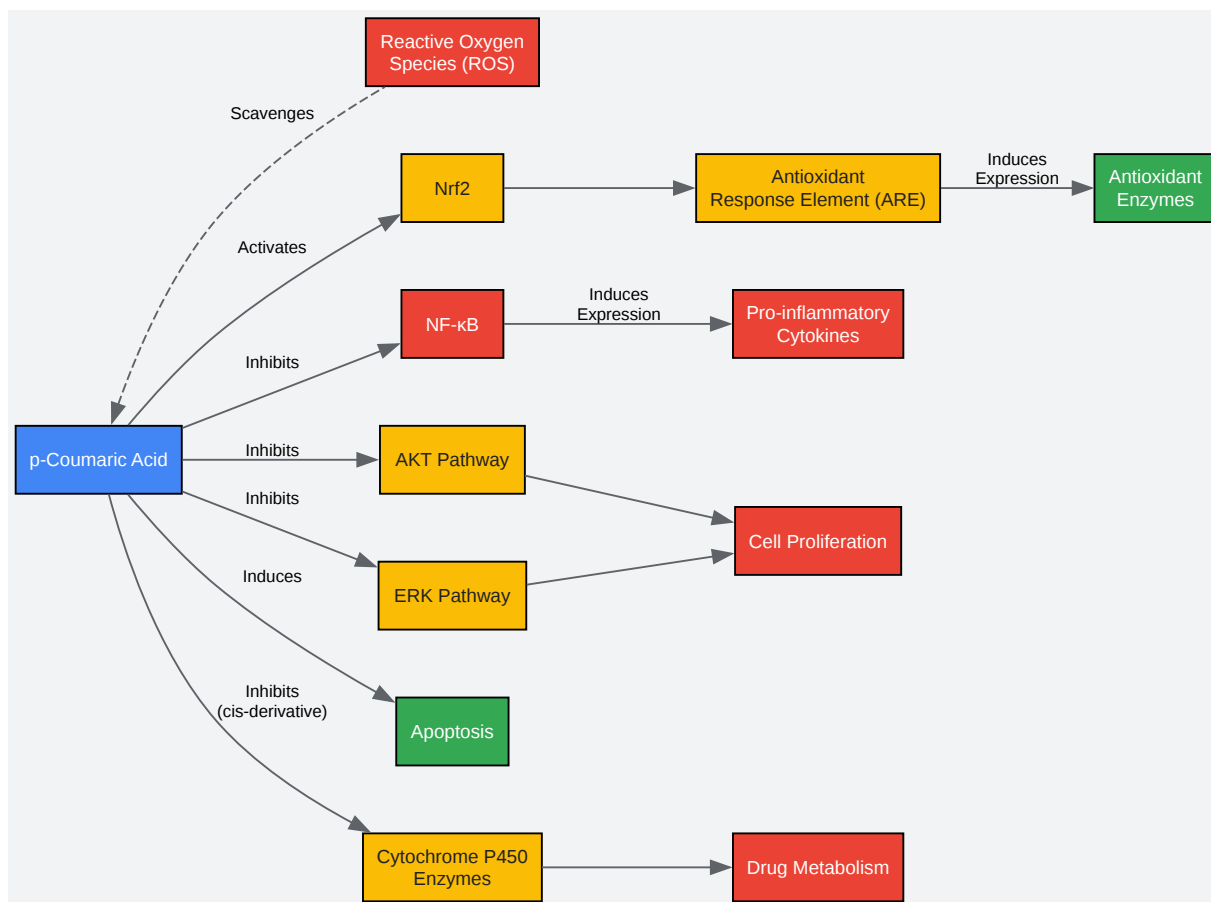 Reactive Oxygen
Species (ROS)
Scavenges
Nrf2
Antioxidant
Response Element (ARE)
Induces
Expression
Antioxidant
Enzymes
Activates
NF-κB
Induces
Expression
Pro-inflammatory
Cytokines
Inhibits
p-Coumaric Acid
Inhibits
AKT Pathway
Inhibits
Cell Proliferation
Induces
ERK Pathway
Inhibits
(cis-derivative)
Apoptosis
Cytochrome P450
Enzymes
Drug Metabolism